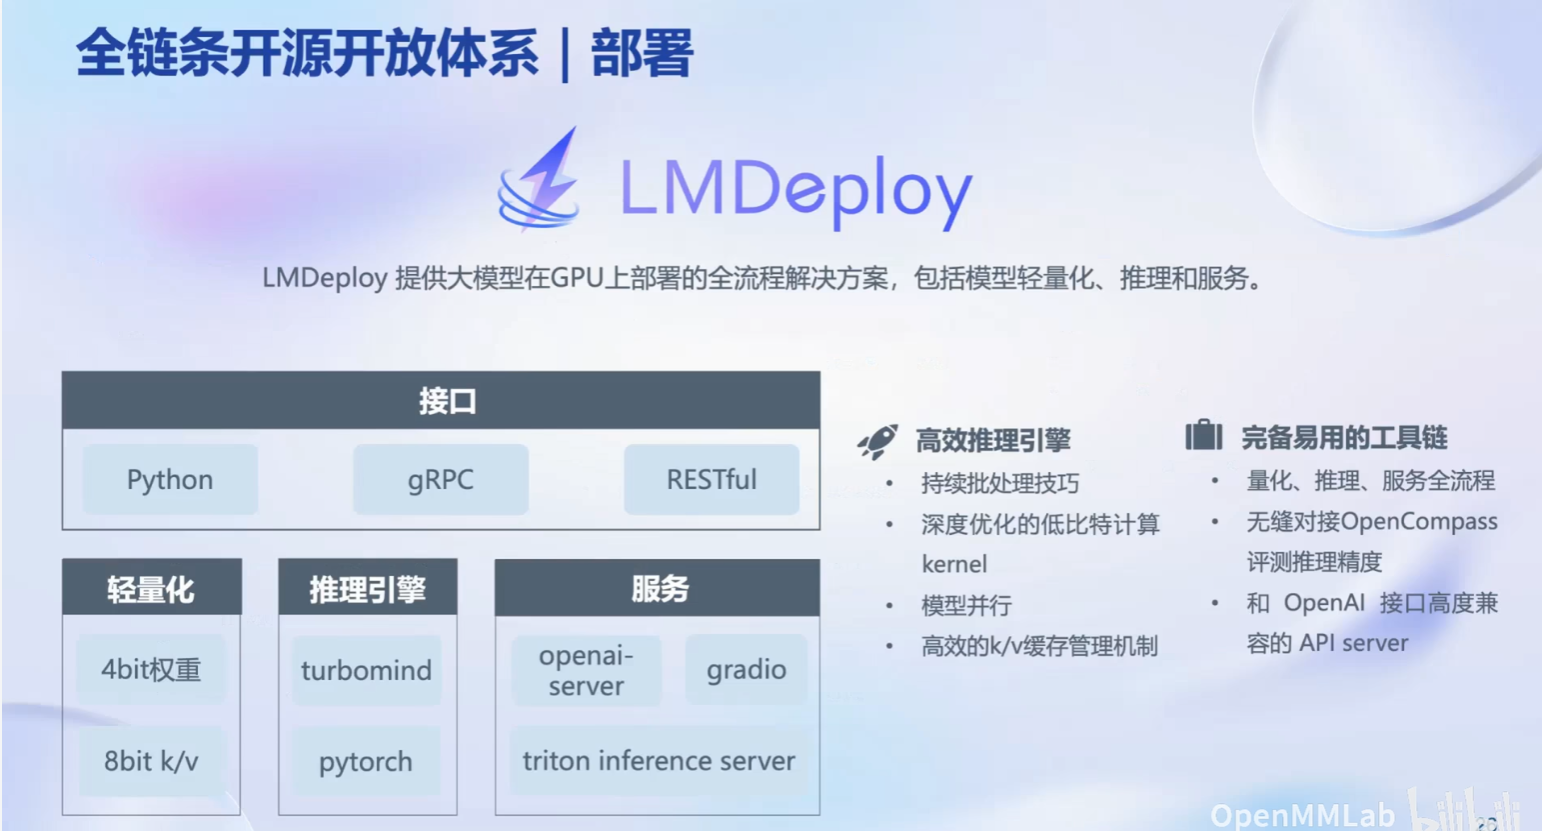 全链条开源开放体系｜部署
LMDeploy
LMDeploy 提供大模型在GPU上部署的全流程解决方案，包括模型轻量化、推理和服务。
接口
Python
gRPC
RESTful
轻量化
4bit权重
8bit k/v
推理引擎
turbomind
pytorch
服务
openai-
server
gradio
triton inference server
高效推理引擎
• 持续批处理技巧
• 深度优化的低比特计算
kernel
• 模型并行
• 高效的k/v缓存管理机制
完备易用的工具链
• 量化、推理、服务全流程
• 无缝对接OpenCompass
评测推理精度
• 和 OpenAI 接口高度兼
容的 API server
OpenMMLab bilibili